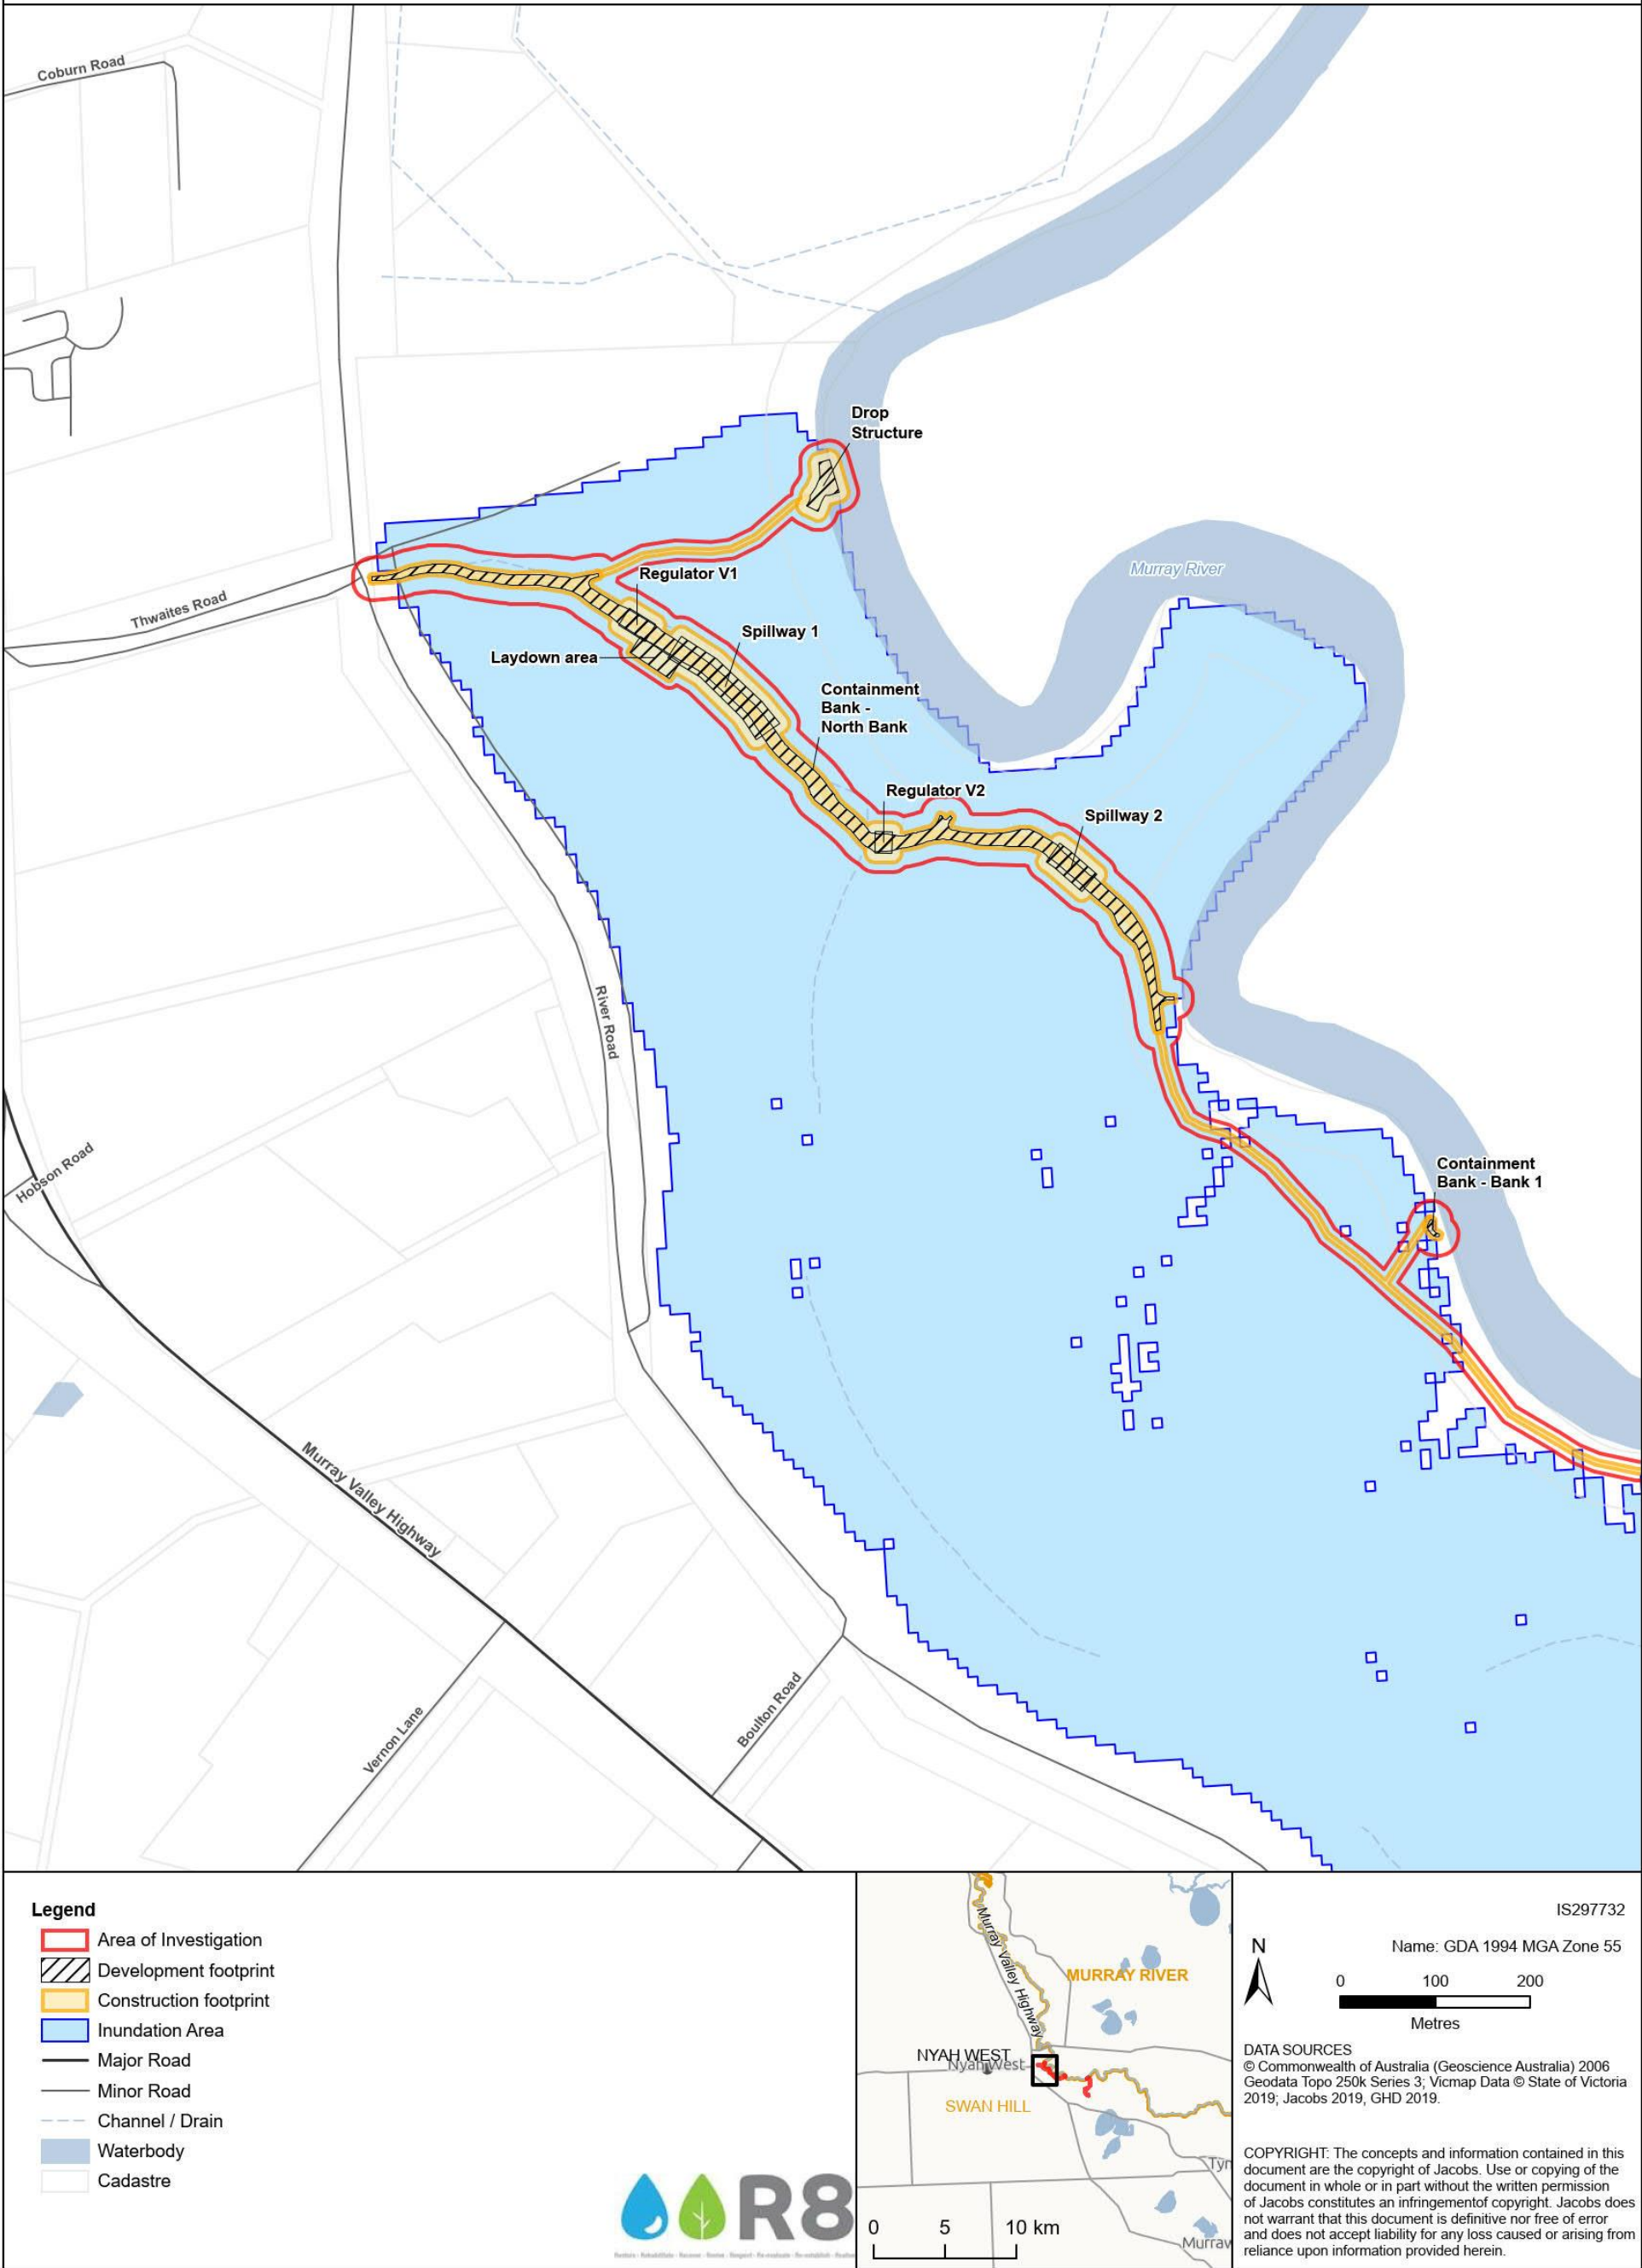 Coburn Road
Drop
Structure
Murray River
Regulator V1
Thwaites Road
Spillway 1
Laydown area
Containment
Bank -
North Bank
Regulator V2
Spillway 2
River Road
Hobson Road
Containment
Bank - Bank 1
Murray Valley Highway
Vernon Lane
Boulton Road
Legend
Area of Investigation
Development footprint
Construction footprint
Inundation Area
Major Road
Minor Road
Channel / Drain
Waterbody
Cadastre
R8
Murray Valley Highway
MURRAY RIVER
NYAH WEST
Nyah West
SWAN HILL
Tyn
Murraw
0 5 10 km
IS297732
N
Name: GDA 1994 MGA Zone 55
0 100 200
Metres
DATA SOURCES
© Commonwealth of Australia (Geoscience Australia) 2006
Geodata Topo 250k Series 3; Vicmap Data © State of Victoria
2019; Jacobs 2019, GHD 2019.
COPYRIGHT: The concepts and information contained in this
document are the copyright of Jacobs. Use or copying of the
document in whole or in part without the written permission
of Jacobs constitutes an infringementof copyright. Jacobs does
not warrant that this document is definitive nor free of error
and does not accept liability for any loss caused or arising from
reliance upon information provided herein.